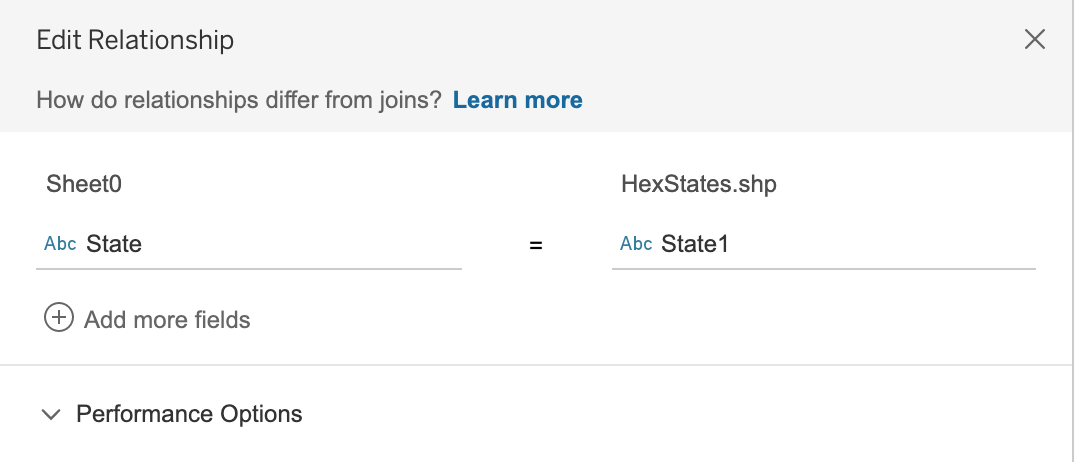 Edit Relationship
How do relationships differ from joins? Learn more
Sheet0
HexStates.shp
Abc State
=
Abc State1
Add more fields
Performance Options